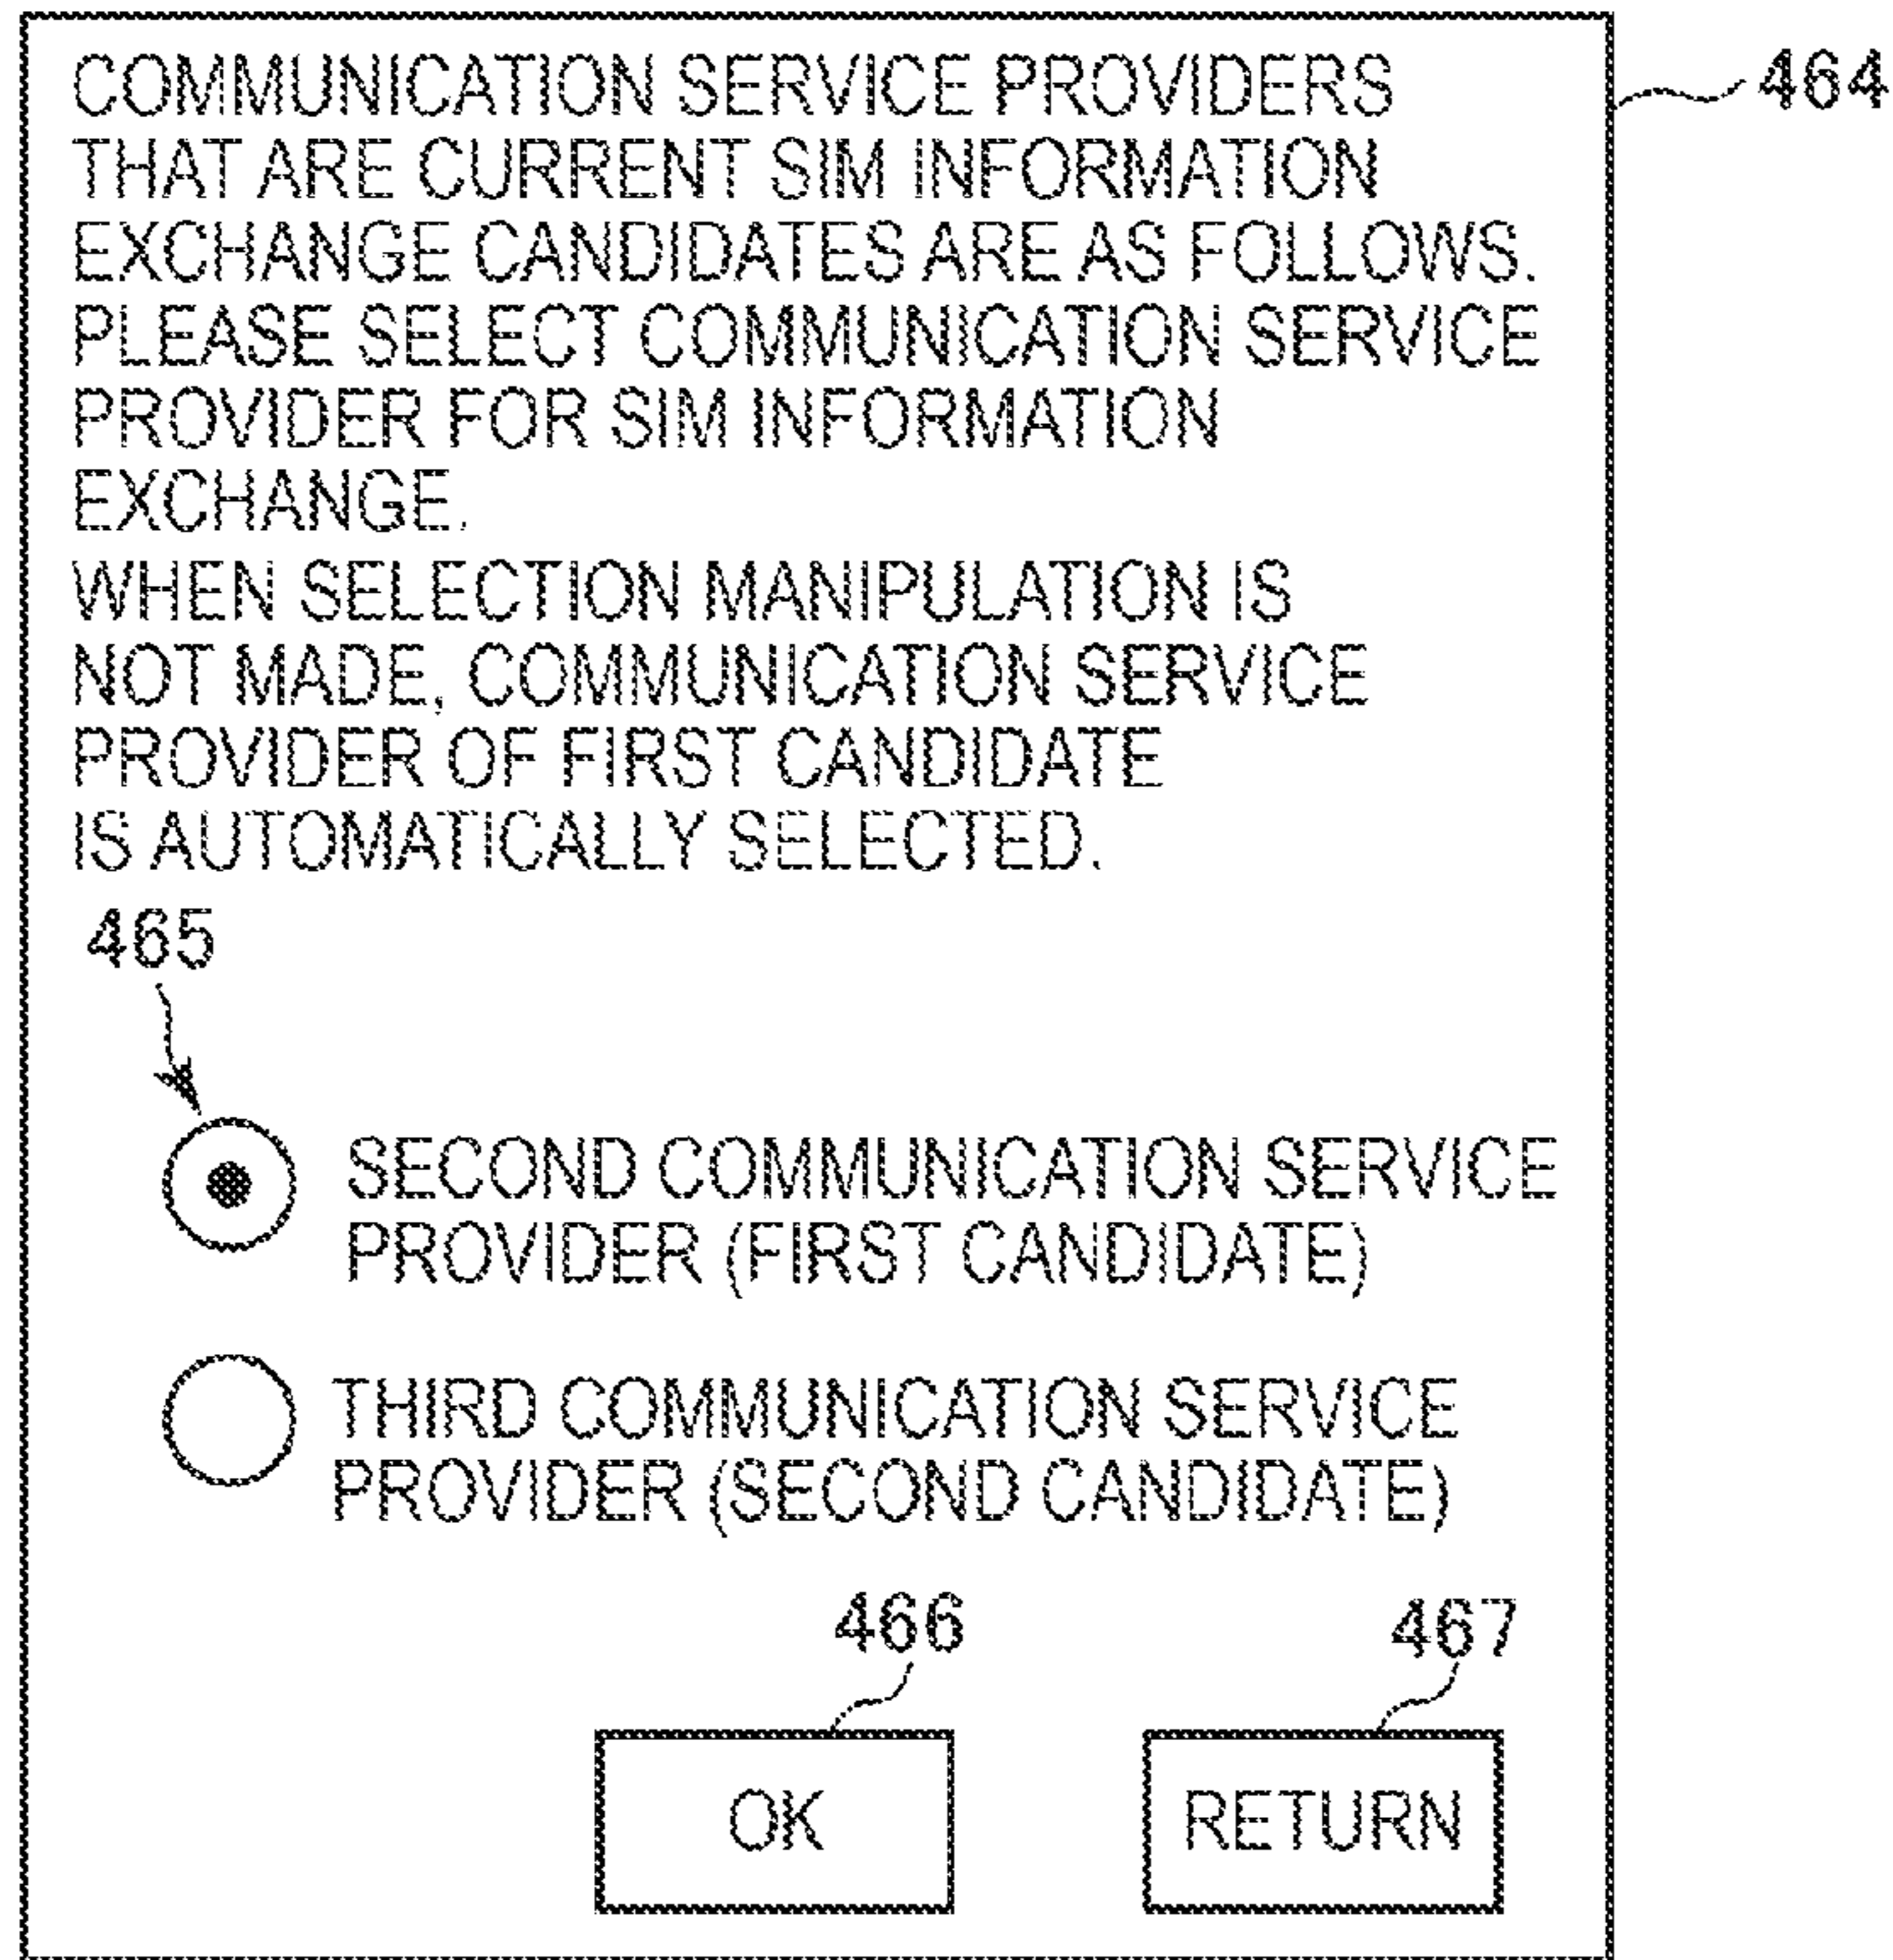 COMMUNICATION SERVICE PROVIDERS
THAT ARE CURRENT SIM INFORMATION
EXCHANGE CANDIDATES ARE AS FOLLOWS.
PLEASE SELECT COMMUNICATION SERVICE
PROVIDER FOR SIM INFORMATION
EXCHANGE.
WHEN SELECTION MANIPULATION IS
NOT MADE, COMMUNICATION SERVICE
PROVIDER OF FIRST CANDIDATE
IS AUTOMATICALLY SELECTED.
464
465
SECOND COMMUNICATION SERVICE
PROVIDER (FIRST CANDIDATE)
THIRD COMMUNICATION SERVICE
PROVIDER (SECOND CANDIDATE)
466
467
OK
RETURN